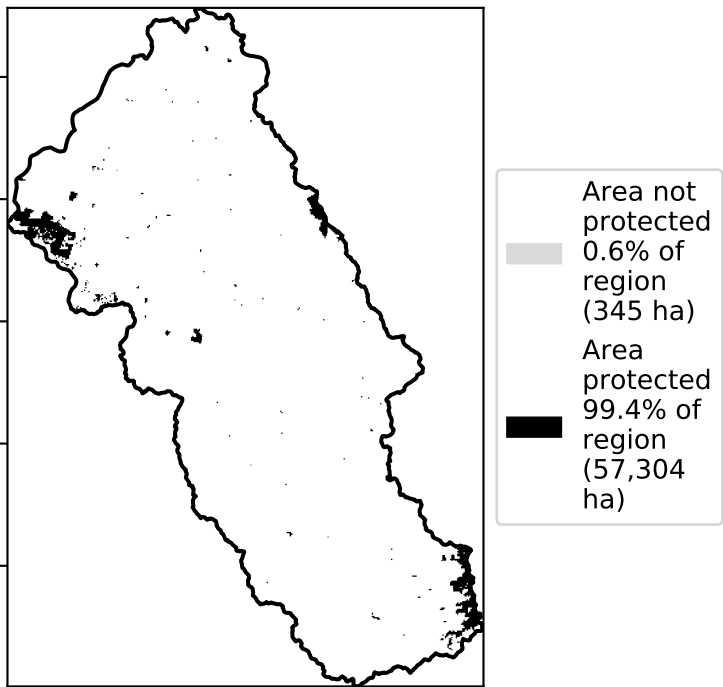 Area not
protected
0.6% of
region
(345 ha)
Area
protected
99.4% of
region
(57,304
ha)